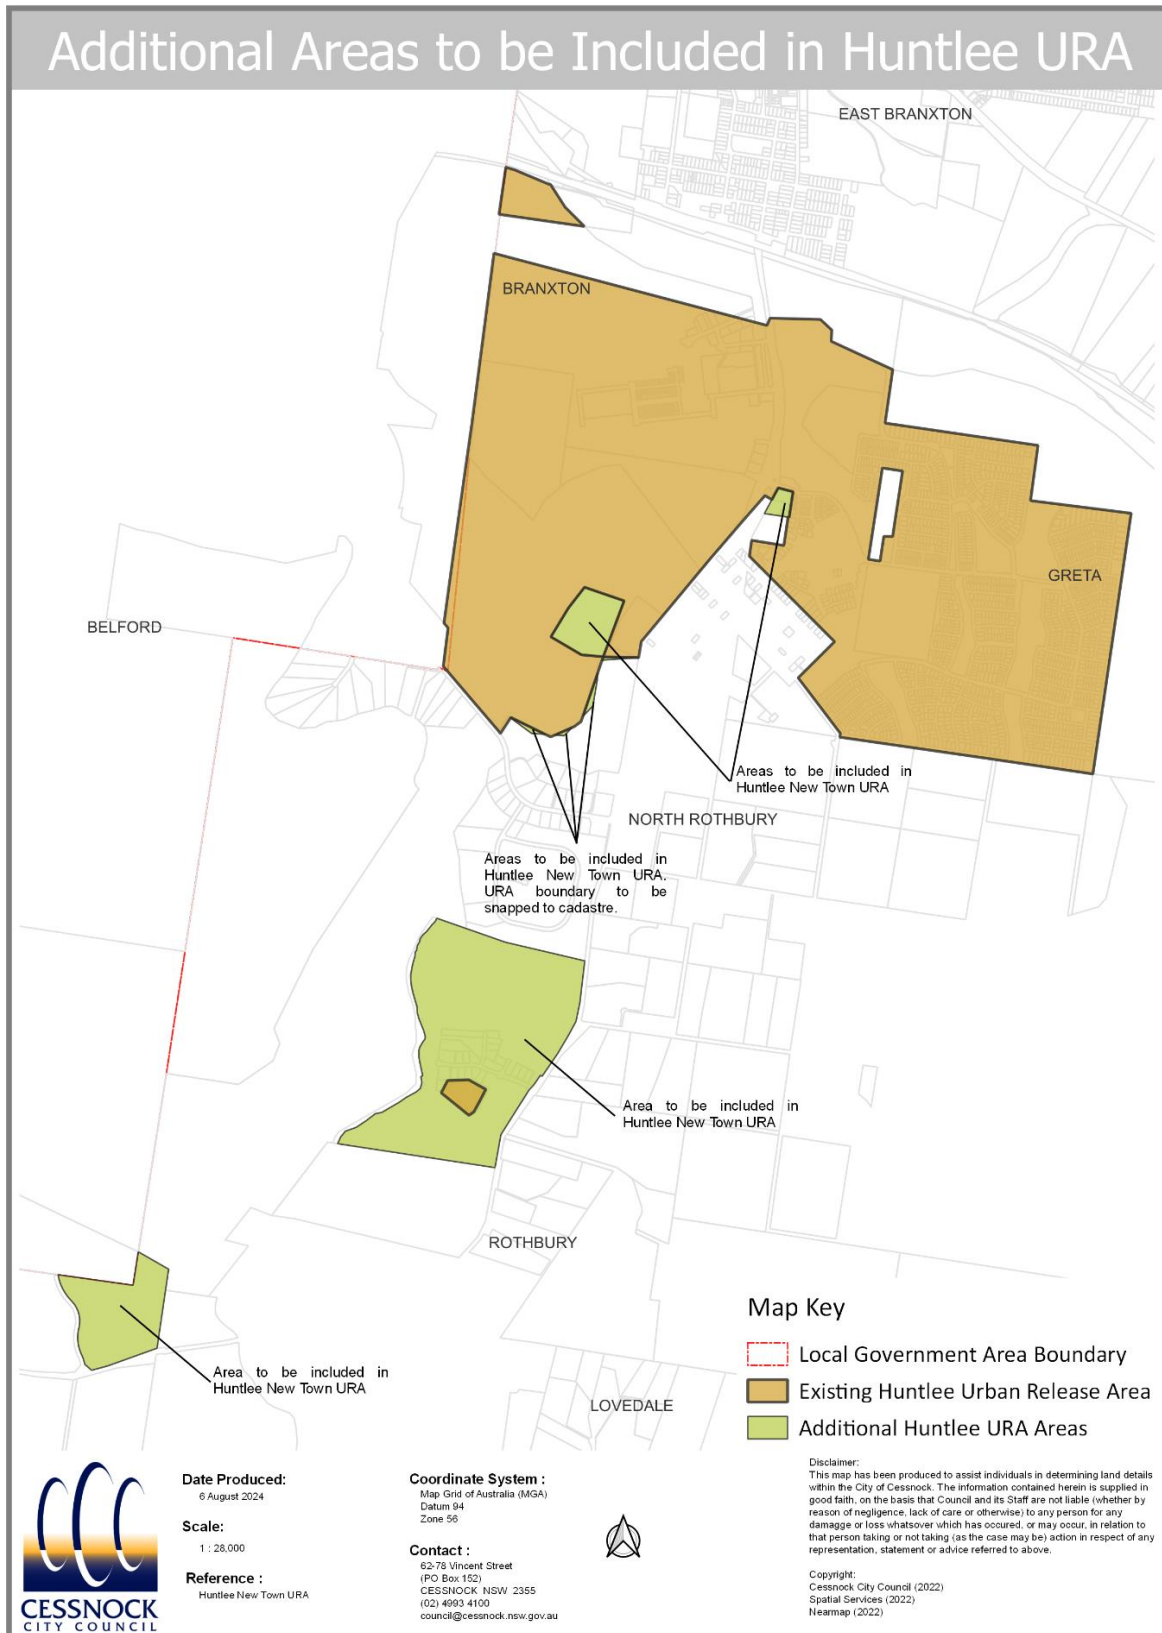 Additional Areas to be Included in Huntlee URA
EAST BRANXTON
BRANXTON
GRETA
BELFORD
Areas to be included in
Huntlee New Town URA
NORTH ROTHBURY
Areas to be included in
Huntlee New Town URA.
URA boundary to be
snapped to cadastre.
Area to be included in
Huntlee New Town URA
ROTHBURY
Area to be included in
Huntlee New Town URA
LOVEDALE
Map Key
Local Government Area Boundary
Existing Huntlee Urban Release Area
Additional Huntlee URA Areas
CESSNOCK
CITY COUNCIL
Date Produced:
6 August 2024
Scale:
1 : 28,000
Reference :
Huntlee New Town URA
Coordinate System :
Map Grid of Australia (MGA)
Datum 94
Zone 56
Contact :
62-78 Vincent Street
(PO Box 152)
CESSNOCK NSW 2355
(02) 4993 4100
council@cessnock.nsw.gov.au
Disclaimer:
This map has been produced to assist individuals in determining land details
within the City of Cessnock. The information contained herein is supplied in
good faith, on the basis that Council and its Staff are not liable (whether by
reason of negligence, lack of care or otherwise) to any person for any
damagge or loss whatsover which has occured, or may occur, in relation to
that person taking or not taking (as the case may be) action in respect of any
representation, statement or advice referred to above.
Copyright:
Cessnock City Council (2022)
Spatial Services (2022)
Nearmap (2022)